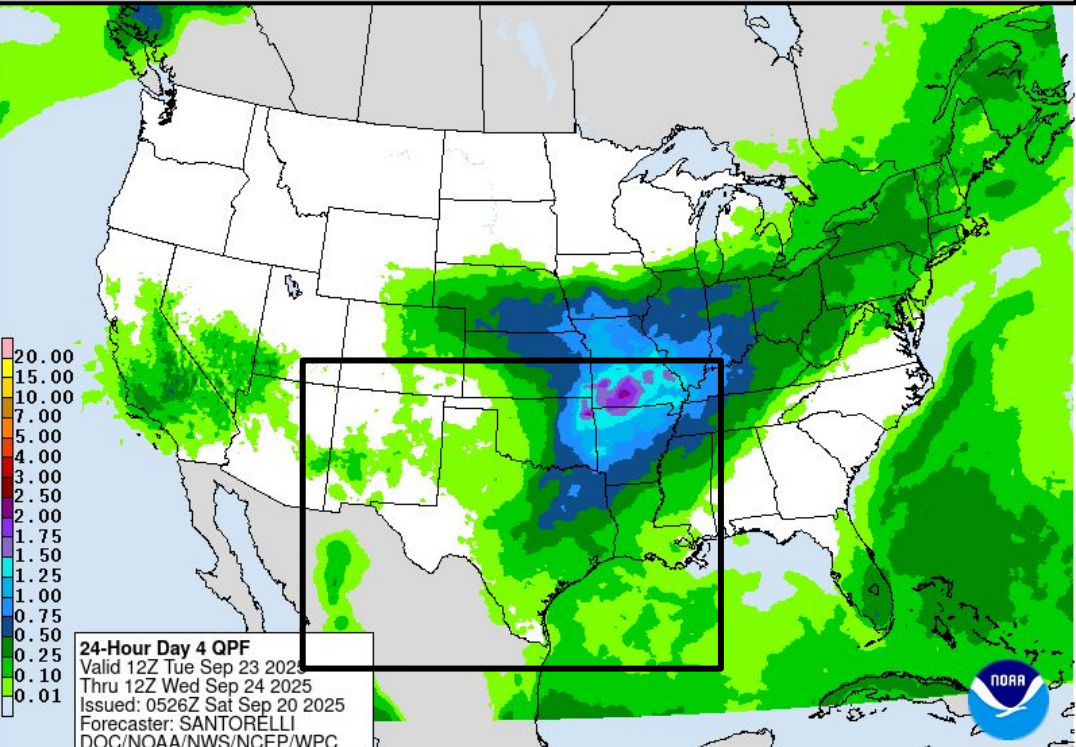 20.00
15.00
10.00
7.00
5.00
4.00
3.00
2.50
2.00
1.75
1.50
1.25
1.00
0.75
0.50
0.25
0.10
0.01
24-Hour Day 4 QPF
Valid 12Z Tue Sep 23 2025
Thru 12Z Wed Sep 24 2025
Issued: 0526Z Sat Sep 20 2025
Forecaster: SANTORELLI
DOC/NOAA/NWS/NCEP/WPC
NOAA